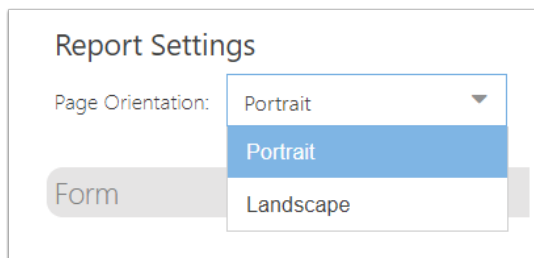 Report Settings
Page Orientation: Portrait
Portrait
Form
Landscape